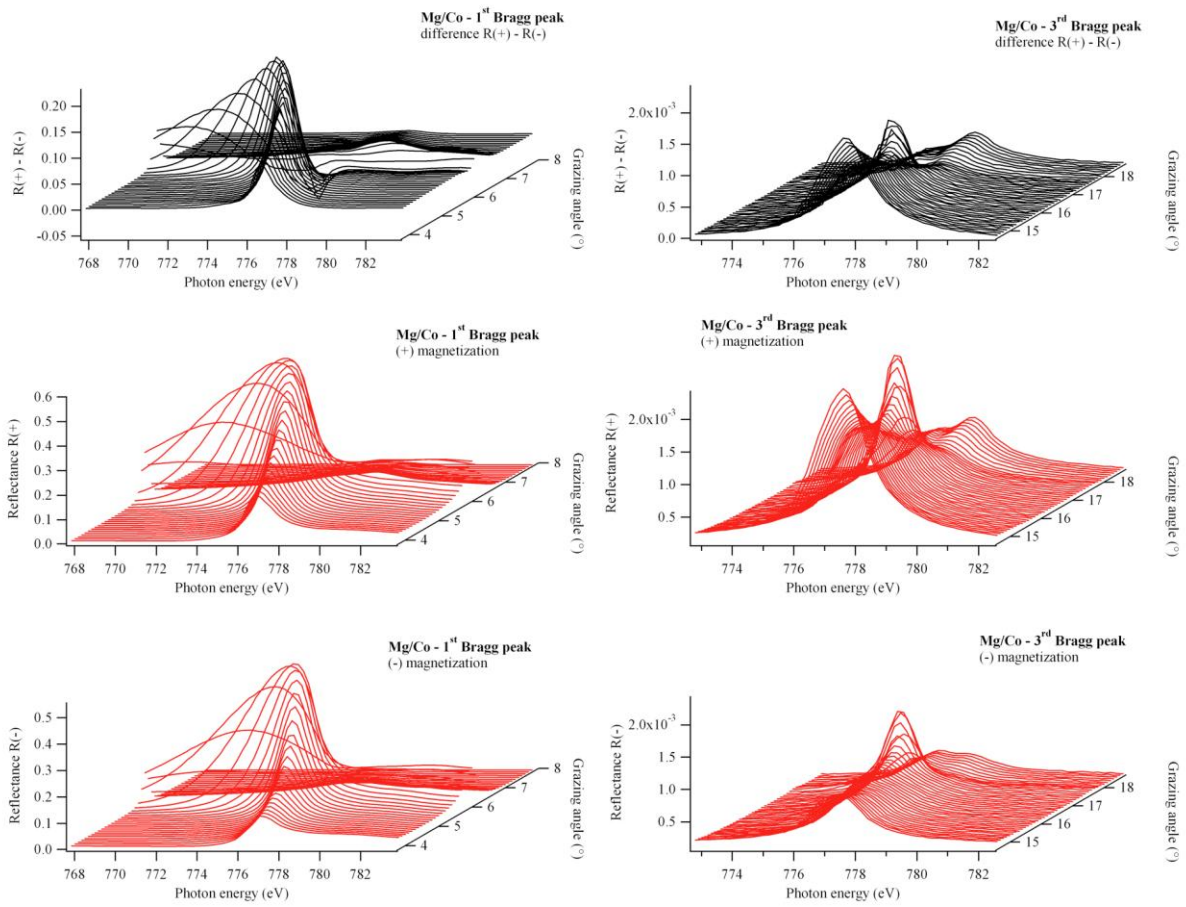 Mg/Co - 1st Bragg peak
difference R(+) - R(-)
R(+) - R(-)
0.20
0.15
0.10
0.05
0.00
-0.05
768 770 772 774 776 778 780 782
Photon energy (eV)
4 5 6 7 8
Grazing angle (°)
Mg/Co - 3rd Bragg peak
difference R(+) - R(-)
R(+) - R(-)
2.0x10-3
1.5
1.0
0.5
0.0
774 776 778 780 782
Photon energy (eV)
15 16 17 18
Grazing angle (°)
Mg/Co - 1st Bragg peak
(+) magnetization
Reflectance R(+)
0.6
0.5
0.4
0.3
0.2
0.1
0.0
768 770 772 774 776 778 780 782
Photon energy (eV)
4 5 6 7 8
Grazing angle (°)
Mg/Co - 3rd Bragg peak
(+) magnetization
Reflectance R(+)
2.0x10-3
1.5
1.0
0.5
774 776 778 780 782
Photon energy (eV)
15 16 17 18
Grazing angle (°)
Mg/Co - 1st Bragg peak
(-) magnetization
Reflectance R(-)
0.5
0.4
0.3
0.2
0.1
0.0
768 770 772 774 776 778 780 782
Photon energy (eV)
4 5 6 7 8
Grazing angle (°)
Mg/Co - 3rd Bragg peak
(-) magnetization
Reflectance R(-)
2.0x10-3
1.5
1.0
0.5
774 776 778 780 782
Photon energy (eV)
15 16 17 18
Grazing angle (°)